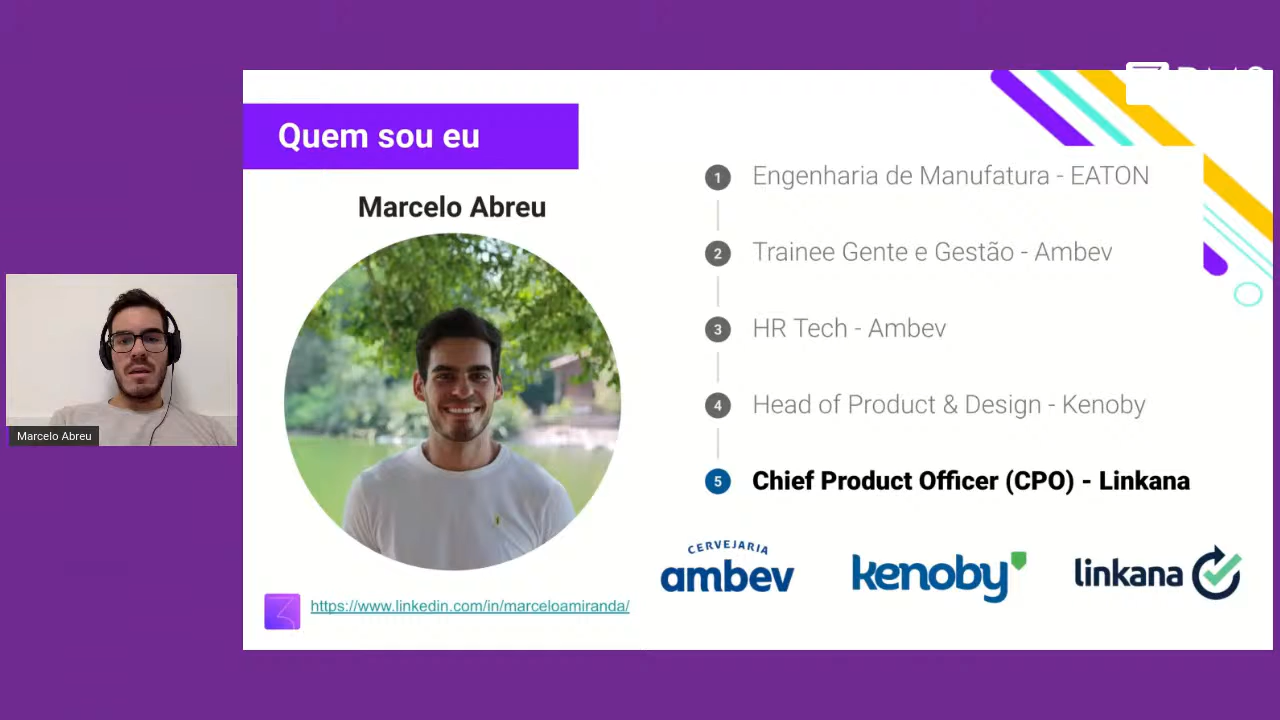 Quem sou eu
Marcelo Abreu
1 Engenharia de Manufatura - EATON
2 Trainee Gente e Gestão - Ambev
3 HR Tech - Ambev
4 Head of Product & Design - Kenoby
5 Chief Product Officer (CPO) - Linkana
CERVEJARIA
ambev
kenoby
linkana
https://www.linkedin.com/in/marceloamiranda/
Marcelo Abreu